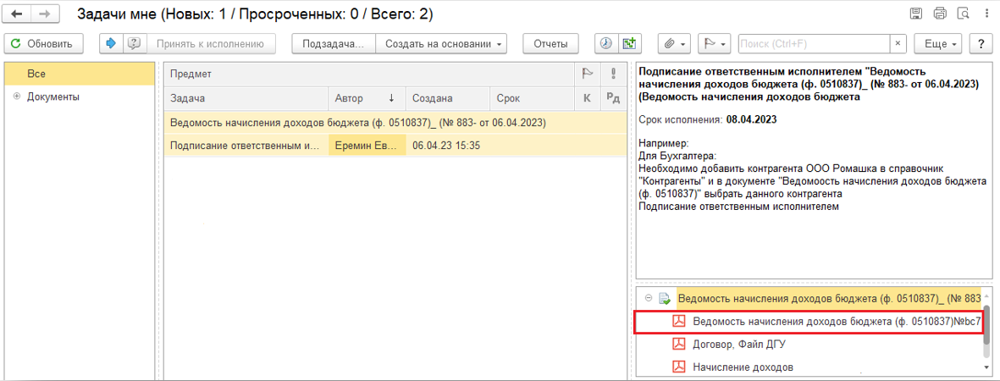 Задачи мне (Новых: 1 / Просроченных: 0 / Всего: 2)
Обновить
Принять к исполнению
Подзадача...
Создать на основании
Отчеты
Поиск (Ctrl+F)
×
Еще
?
Все
Документы
Предмет
Задача
Автор ↓
Создана
Срок
К
Рд
Ведомость начисления доходов бюджета (ф. 0510837)_ (№ 883- от 06.04.2023)
Подписание ответственным и...
Еремин Ев...
06.04.23 15:35
Подписание ответственным исполнителем "Ведомость
начисления доходов бюджета (ф. 0510837)_ (№ 883- от 06.04.2023)
(Ведомость начисления доходов бюджета
Срок исполнения: 08.04.2023
Например:
Для Бухгалтера:
Необходимо добавить контрагента ООО Ромашка в справочник
"Контрагенты" и в документе "Ведомоость начисления доходов бюджета
(ф. 0510837)" выбрать данного контрагента
Подписание ответственным исполнителем
Ведомость начисления доходов бюджета (ф. 0510837)_ (№ 883
Ведомость начисления доходов бюджета (ф. 0510837)№bc7
Договор, Файл ДГУ
Начисление доходов